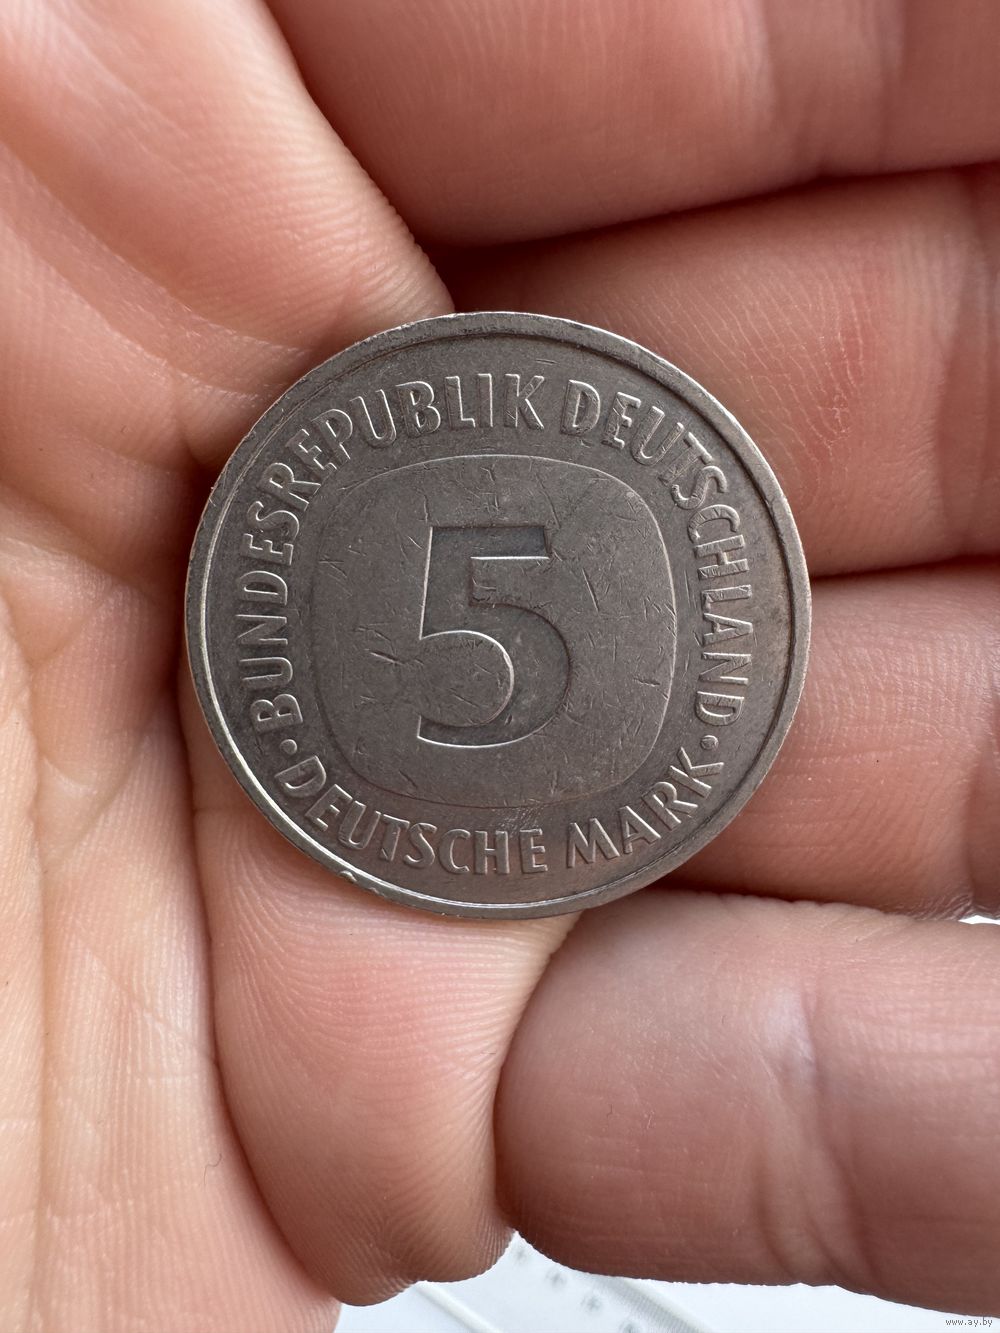 BUNDESREPUBLIK DEUTSCHLAND
5
· DEUTSCHE MARK ·
www.ay.by